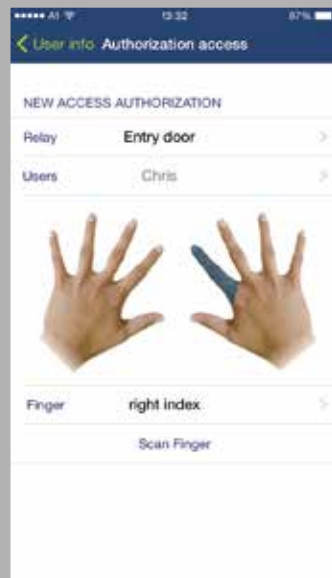 A1 13:32 87%
User info Authorization access
NEW ACCESS AUTHORIZATION
Relay Entry door
Users Chris
Finger right index
Scan Finger